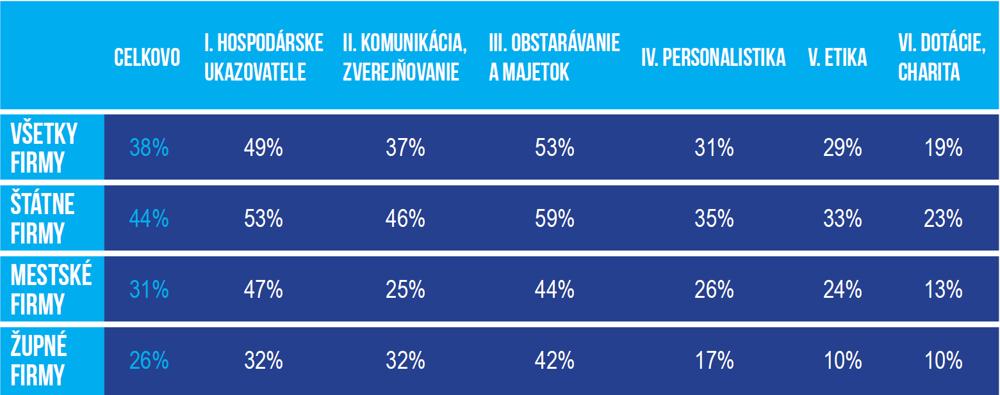 CELKOVO
I. HOSPODÁRSKE
UKAZOVATELE
II. KOMUNIKÁCIA,
ZVEREJŇOVANIE
III. OBSTARÁVANIE
A MAJETOK
IV. PERSONALISTIKA
V. ETIKA
VI. DOTÁCIE,
CHARITA
VŠETKY
FIRMY
38% 49% 37% 53% 31% 29% 19%
ŠTÁTNE
FIRMY
44% 53% 46% 59% 35% 33% 23%
MESTSKÉ
FIRMY
31% 47% 25% 44% 26% 24% 13%
ŽUPNÉ
FIRMY
26% 32% 32% 42% 17% 10% 10%